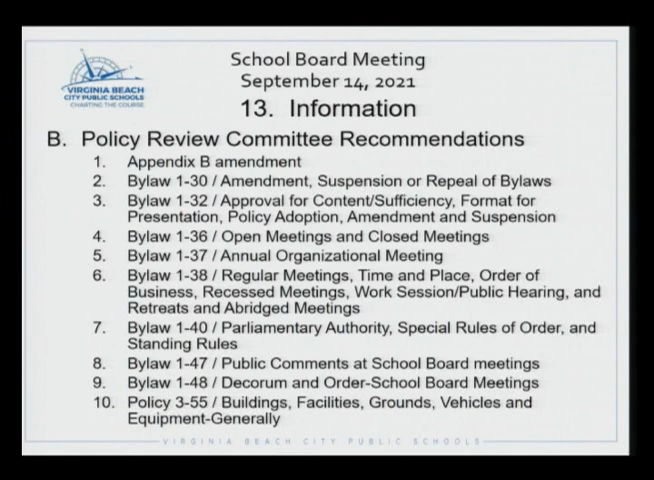 VIRGINIA BEACH
CITY PUBLIC SCHOOLS
CHARTING THE COURSE
School Board Meeting
September 14, 2021
13. Information
B. Policy Review Committee Recommendations
1. Appendix B amendment
2. Bylaw 1-30 / Amendment, Suspension or Repeal of Bylaws
3. Bylaw 1-32 / Approval for Content/Sufficiency, Format for
Presentation, Policy Adoption, Amendment and Suspension
4. Bylaw 1-36 / Open Meetings and Closed Meetings
5. Bylaw 1-37 / Annual Organizational Meeting
6. Bylaw 1-38 / Regular Meetings, Time and Place, Order of
Business, Recessed Meetings, Work Session/Public Hearing, and
Retreats and Abridged Meetings
7. Bylaw 1-40 / Parliamentary Authority, Special Rules of Order, and
Standing Rules
8. Bylaw 1-47 / Public Comments at School Board meetings
9. Bylaw 1-48 / Decorum and Order-School Board Meetings
10. Policy 3-55 / Buildings, Facilities, Grounds, Vehicles and
Equipment-Generally
VIRGINIA BEACH CITY PUBLIC SCHOOLS